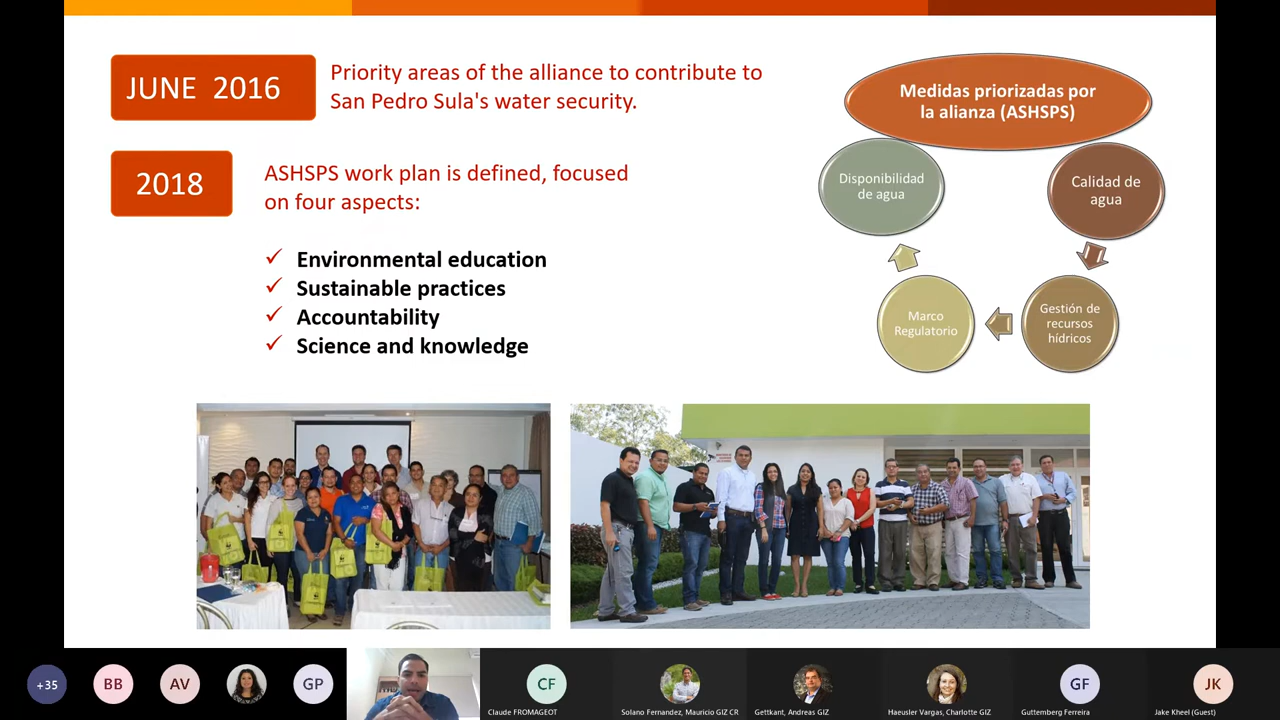 JUNE 2016
Priority areas of the alliance to contribute to
San Pedro Sula's water security.
2018
ASHSPS work plan is defined, focused
on four aspects:
Environmental education
Sustainable practices
Accountability
Science and knowledge
Medidas priorizadas por
la alianza (ASHSPS)
Disponibilidad
de agua
Calidad de
agua
Marco
Regulatorio
Gestión de
recursos
hídricos
+35
BB
AV
GP
CF
Claude FROMAGEOT
Solano Fernandez, Mauricio GIZ CR
Gettkant, Andreas GIZ
Haeusler Vargas, Charlotte GIZ
GF
Guttemberg Ferreira
JK
Jake Kheel (Guest)